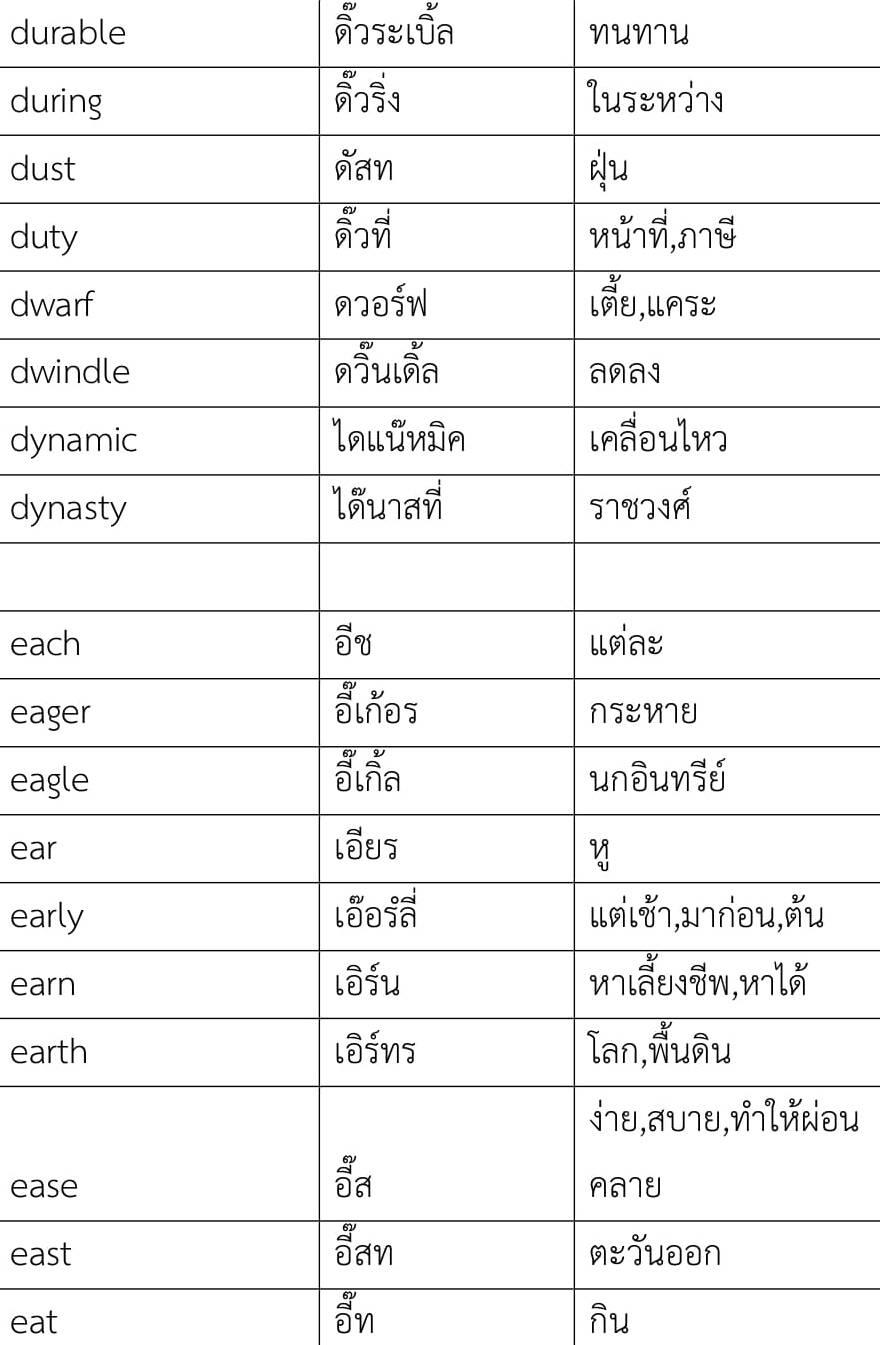 durable ดิ๊วระเบิ้ล ทนทาน
during ดิ๊วริ่ง ในระหว่าง
dust ดัสท ฝุ่น
duty ดิ๊วที่ หน้าที่,ภาษี
dwarf ดวอร์ฟ เตี้ย,แคระ
dwindle ดวิ๊นเดิ้ล ลดลง
dynamic ไดแน๊หมิค เคลื่อนไหว
dynasty ได๊นาสที่ ราชวงศ์
each อีช แต่ละ
eager อี๊เก้อร กระหาย
eagle อี๊เกิ้ล นกอินทรีย์
ear เอียร หู
early เอ๊อรํลี่ แต่เช้า,มาก่อน,ต้น
earn เอิร์น หาเลี้ยงชีพ,หาได้
earth เอิร์ทร โลก,พื้นดิน
ง่าย,สบาย,ทำให้ผ่อน
ease อี๊ส คลาย
east อี๊สท ตะวันออก
eat อี๊ท กิน